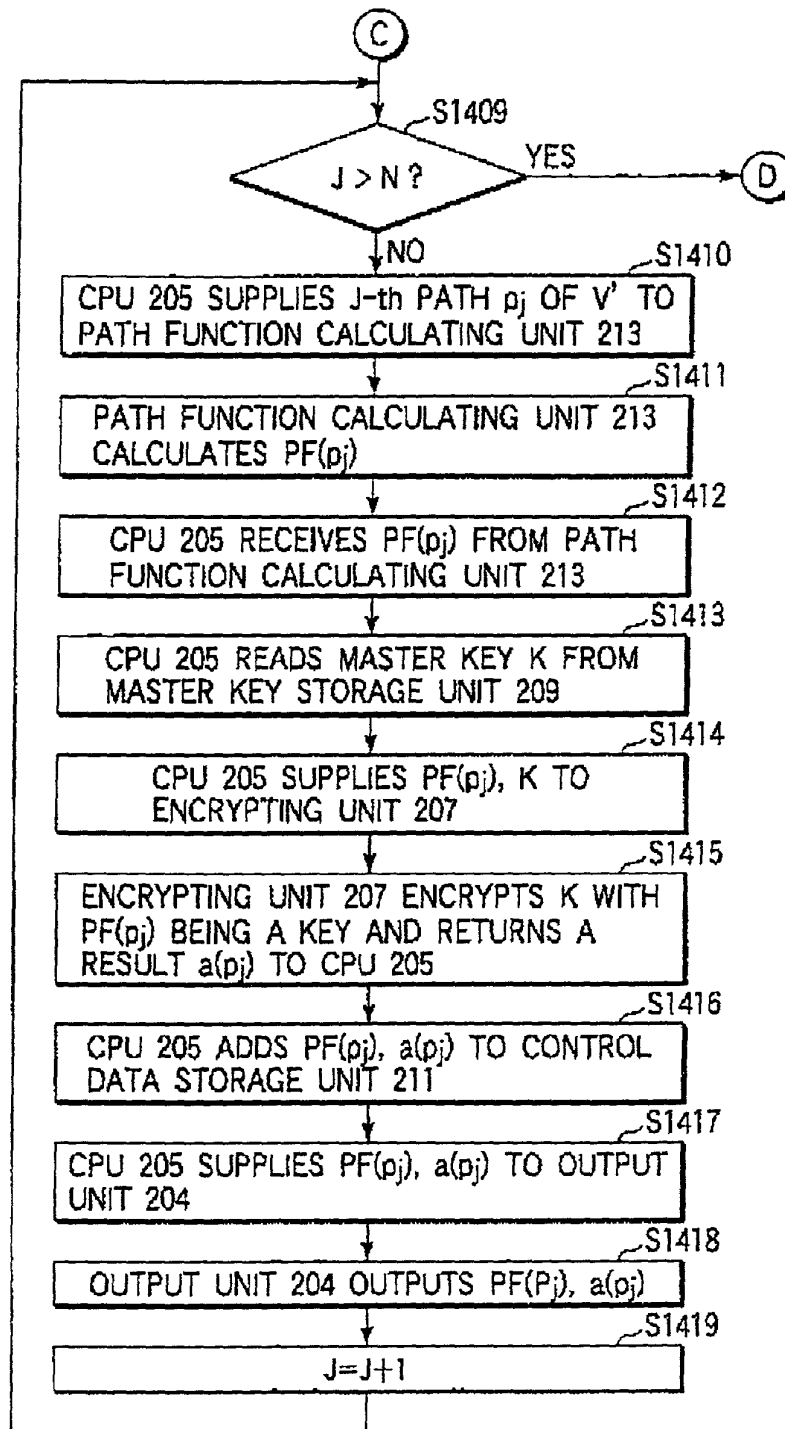 C
S1409
J > N ?
YES
D
NO
S1410
CPU 205 SUPPLIES J-th PATH pj OF V' TO
PATH FUNCTION CALCULATING UNIT 213
S1411
PATH FUNCTION CALCULATING UNIT 213
CALCULATES PF(pj)
S1412
CPU 205 RECEIVES PF(pj) FROM PATH
FUNCTION CALCULATING UNIT 213
S1413
CPU 205 READS MASTER KEY K FROM
MASTER KEY STORAGE UNIT 209
S1414
CPU 205 SUPPLIES PF(pj), K TO
ENCRYPTING UNIT 207
S1415
ENCRYPTING UNIT 207 ENCRYPTS K WITH
PF(pj) BEING A KEY AND RETURNS A
RESULT a(pj) TO CPU 205
S1416
CPU 205 ADDS PF(pj), a(pj) TO CONTROL
DATA STORAGE UNIT 211
S1417
CPU 205 SUPPLIES PF(pj), a(pj) TO OUTPUT
UNIT 204
S1418
OUTPUT UNIT 204 OUTPUTS PF(Pj), a(pj)
S1419
J=J+1